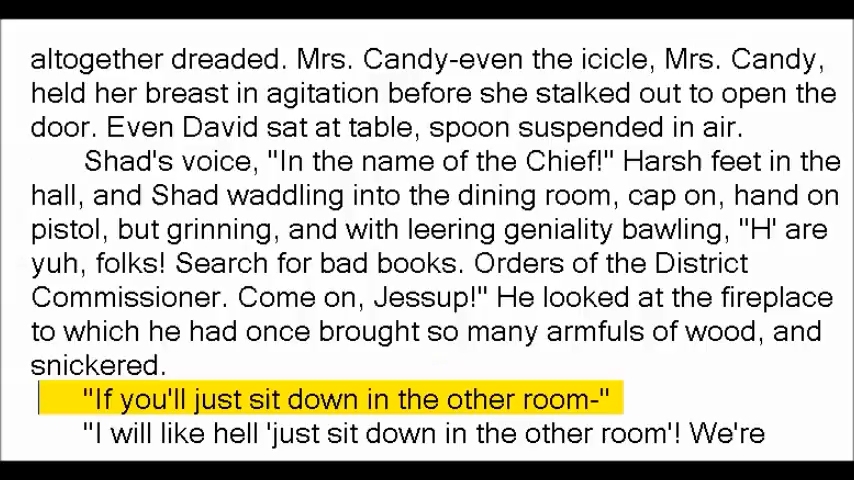 altogether dreaded. Mrs. Candy-even the icicle, Mrs. Candy,
held her breast in agitation before she stalked out to open the
door. Even David sat at table, spoon suspended in air.
Shad's voice, "In the name of the Chief!" Harsh feet in the
hall, and Shad waddling into the dining room, cap on, hand on
pistol, but grinning, and with leering geniality bawling, "H' are
yuh, folks! Search for bad books. Orders of the District
Commissioner. Come on, Jessup!" He looked at the fireplace
to which he had once brought so many armfuls of wood, and
snickered.
"If you'll just sit down in the other room-"
"I will like hell 'just sit down in the other room'! We're